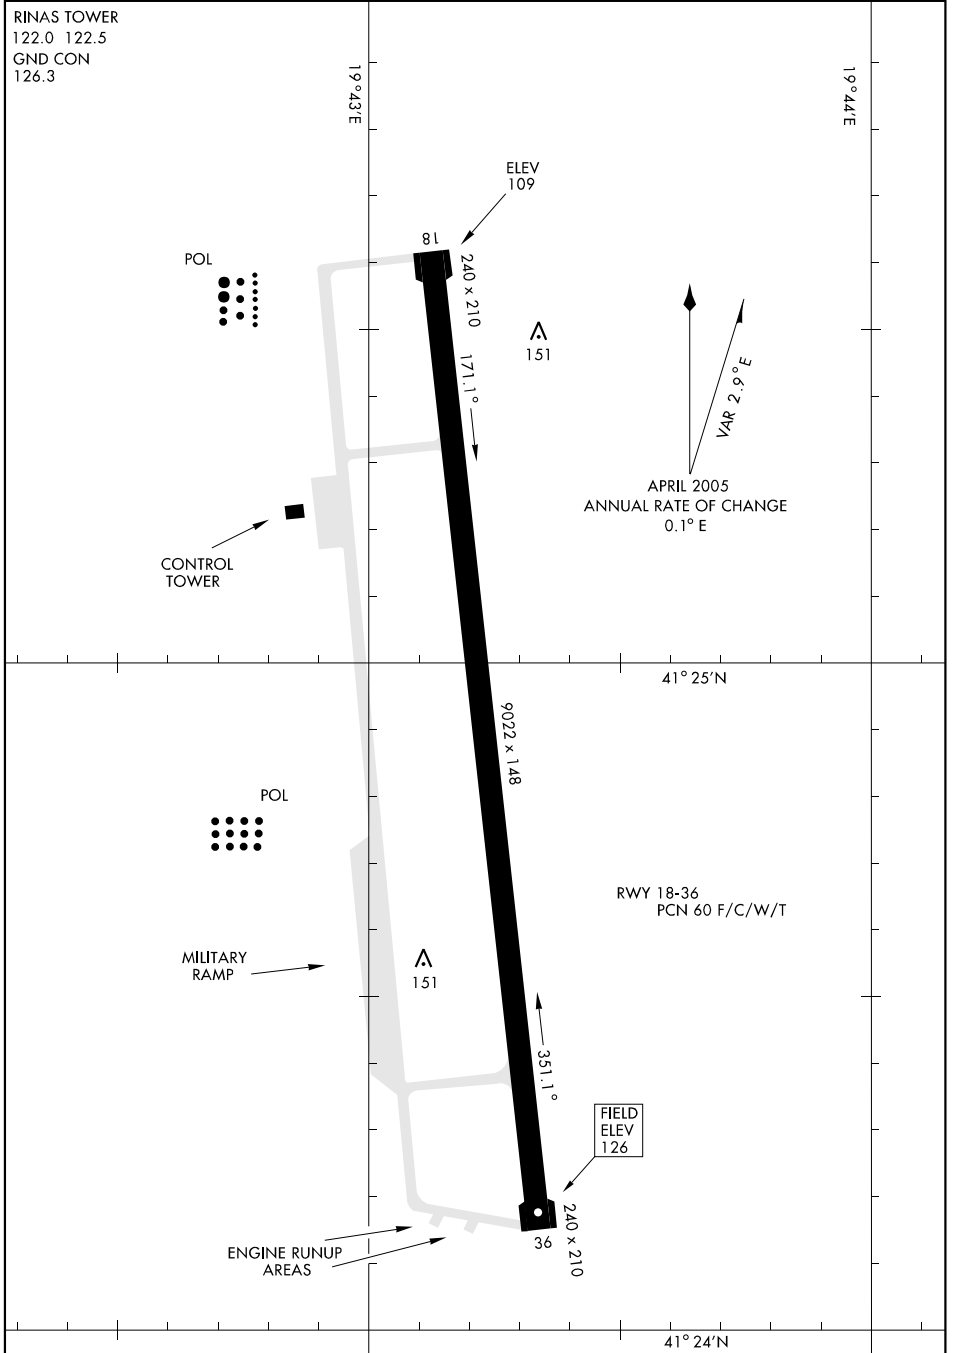 RINAS TOWER
122.0 122.5
GND CON
126.3
19°43'E
19°44'E
ELEV
109
18
POL
240 x 210
151
171.1°
VAR 2.9°E
APRIL 2005
ANNUAL RATE OF CHANGE
0.1° E
CONTROL
TOWER
41° 25'N
9022 x 148
POL
RWY 18-36
PCN 60 F/C/W/T
MILITARY
RAMP
151
351.1°
FIELD
ELEV
126
240 x 210
36
ENGINE RUNUP
AREAS
41° 24'N